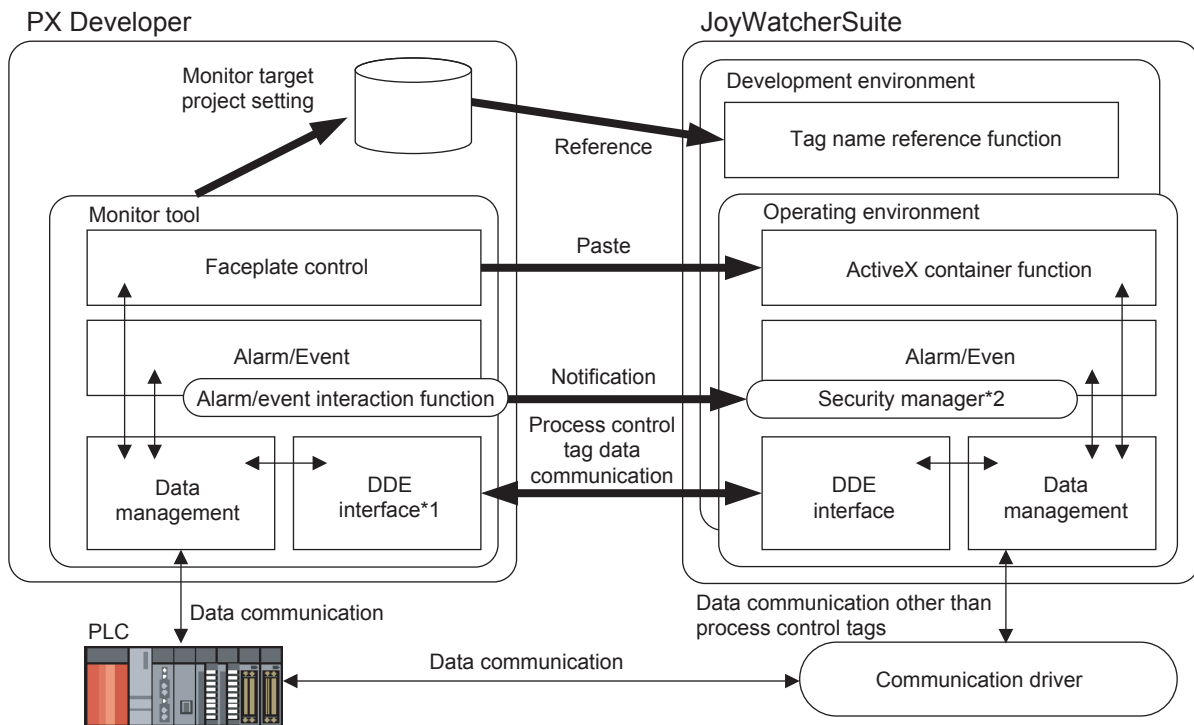 PX Developer
JoyWatcherSuite
Monitor target
project setting
Reference
Development environment
Tag name reference function
Monitor tool
Operating environment
Faceplate control
Paste
ActiveX container function
Alarm/Event
Alarm/Even
Alarm/event interaction function
Notification
Security manager*2
Process control
tag data
communication
Data
management
DDE
interface*1
DDE
interface
Data
management
Data communication
Data communication other than
process control tags
PLC
Data communication
Communication driver